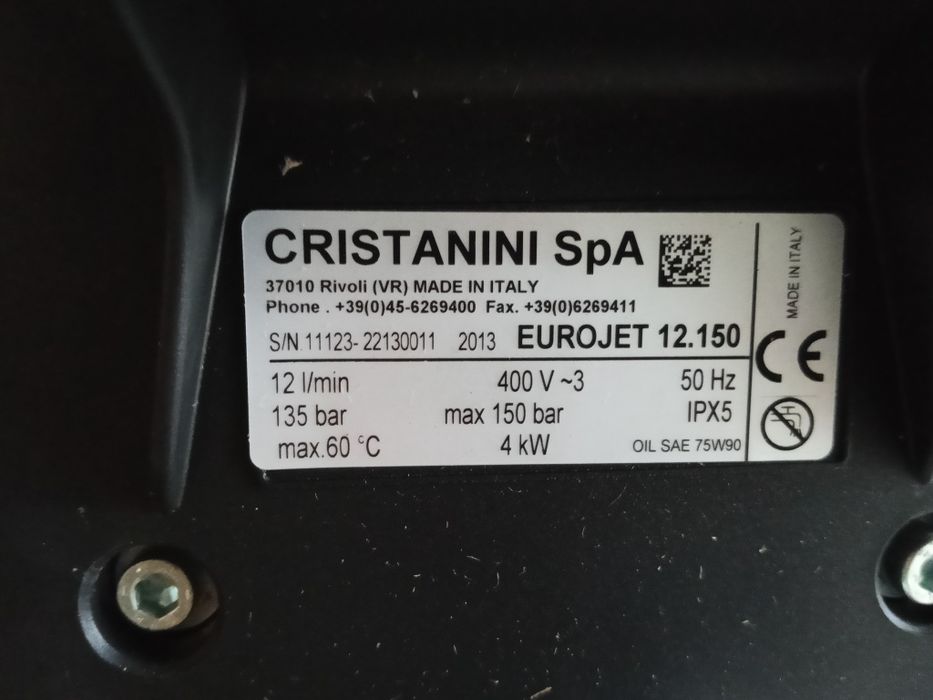 CRISTANINI SpA
37010 Rivoli (VR) MADE IN ITALY
Phone . +39(0)45-6269400 Fax. +39(0)6269411
S/N 11123- 22130011 2013 EUROJET 12.150
12 l/min 400 V ~3 50 Hz
135 bar max 150 bar IPX5
max.60 °C 4 kW OIL SAE 75W90
MADE IN ITALY
CE